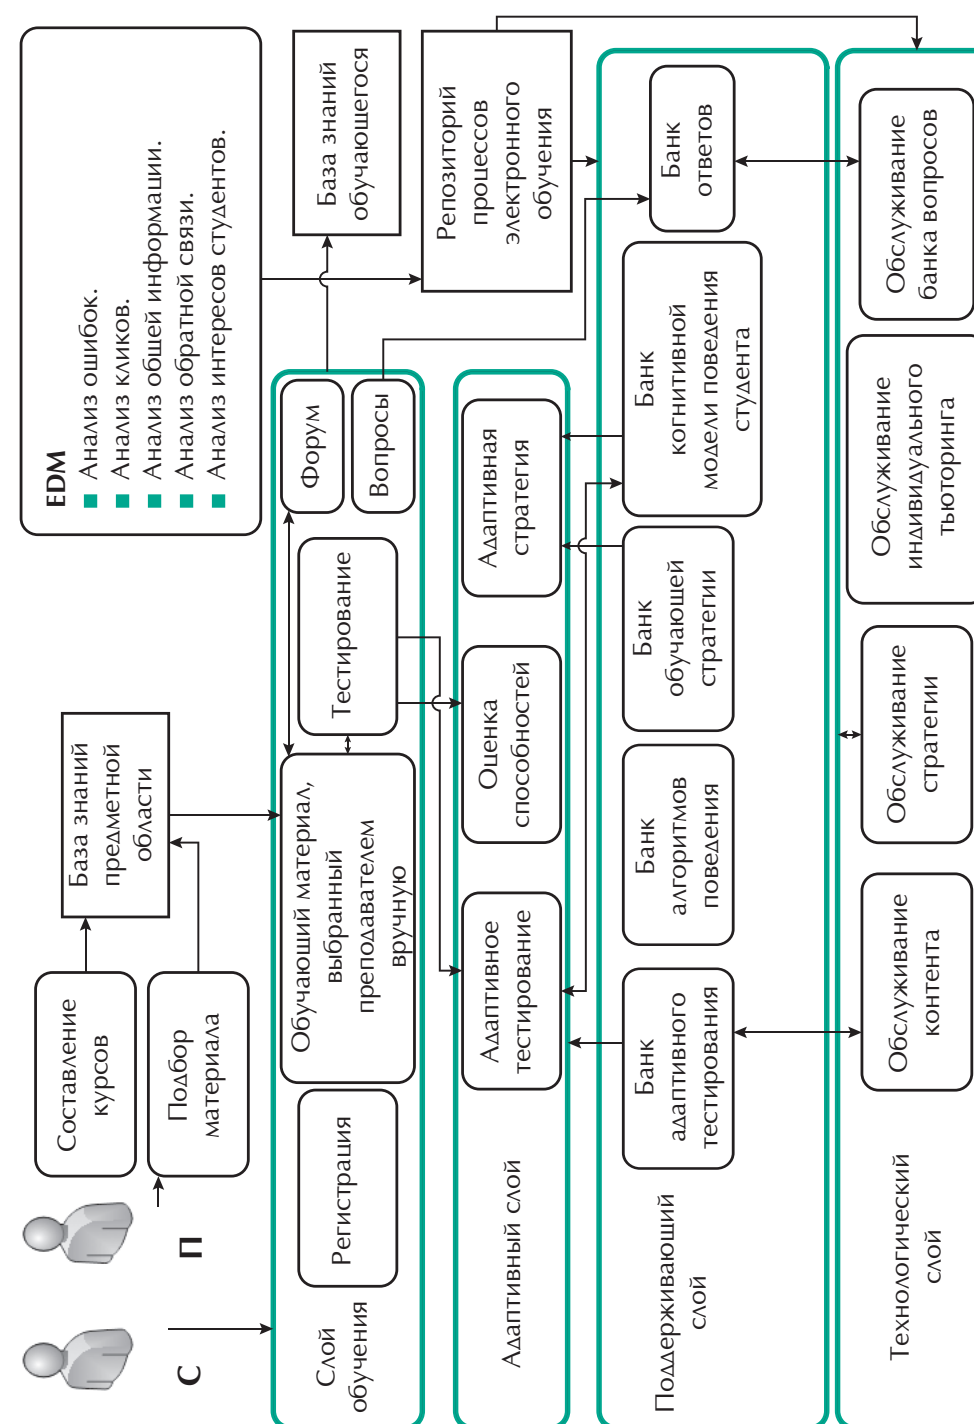 EDM
Анализ ошибок.
Анализ кликов.
Анализ общей информации.
Анализ обратной связи.
Анализ интересов студентов.
С
П
Составление
курсов
Подбор
материала
База знаний
предметной
области
База знаний
обучающегося
Репозиторий
процессов
электронного
обучения
Слой
обучения
Регистрация
Обучающий материал,
выбранный
преподавателем
вручную
Тестирование
Форум
Вопросы
Адаптивный слой
Адаптивное
тестирование
Оценка
способностей
Адаптивная
стратегия
Поддерживающий
слой
Банк
адаптивного
тестирования
Банк
алгоритмов
поведения
Банк
обучающей
стратегии
Банк
когнитивной
модели поведения
студента
Банк
ответов
Технологический
слой
Обслуживание
контента
Обслуживание
стратегии
Обслуживание
индивидуального
тьюторинга
Обслуживание
банка вопросов